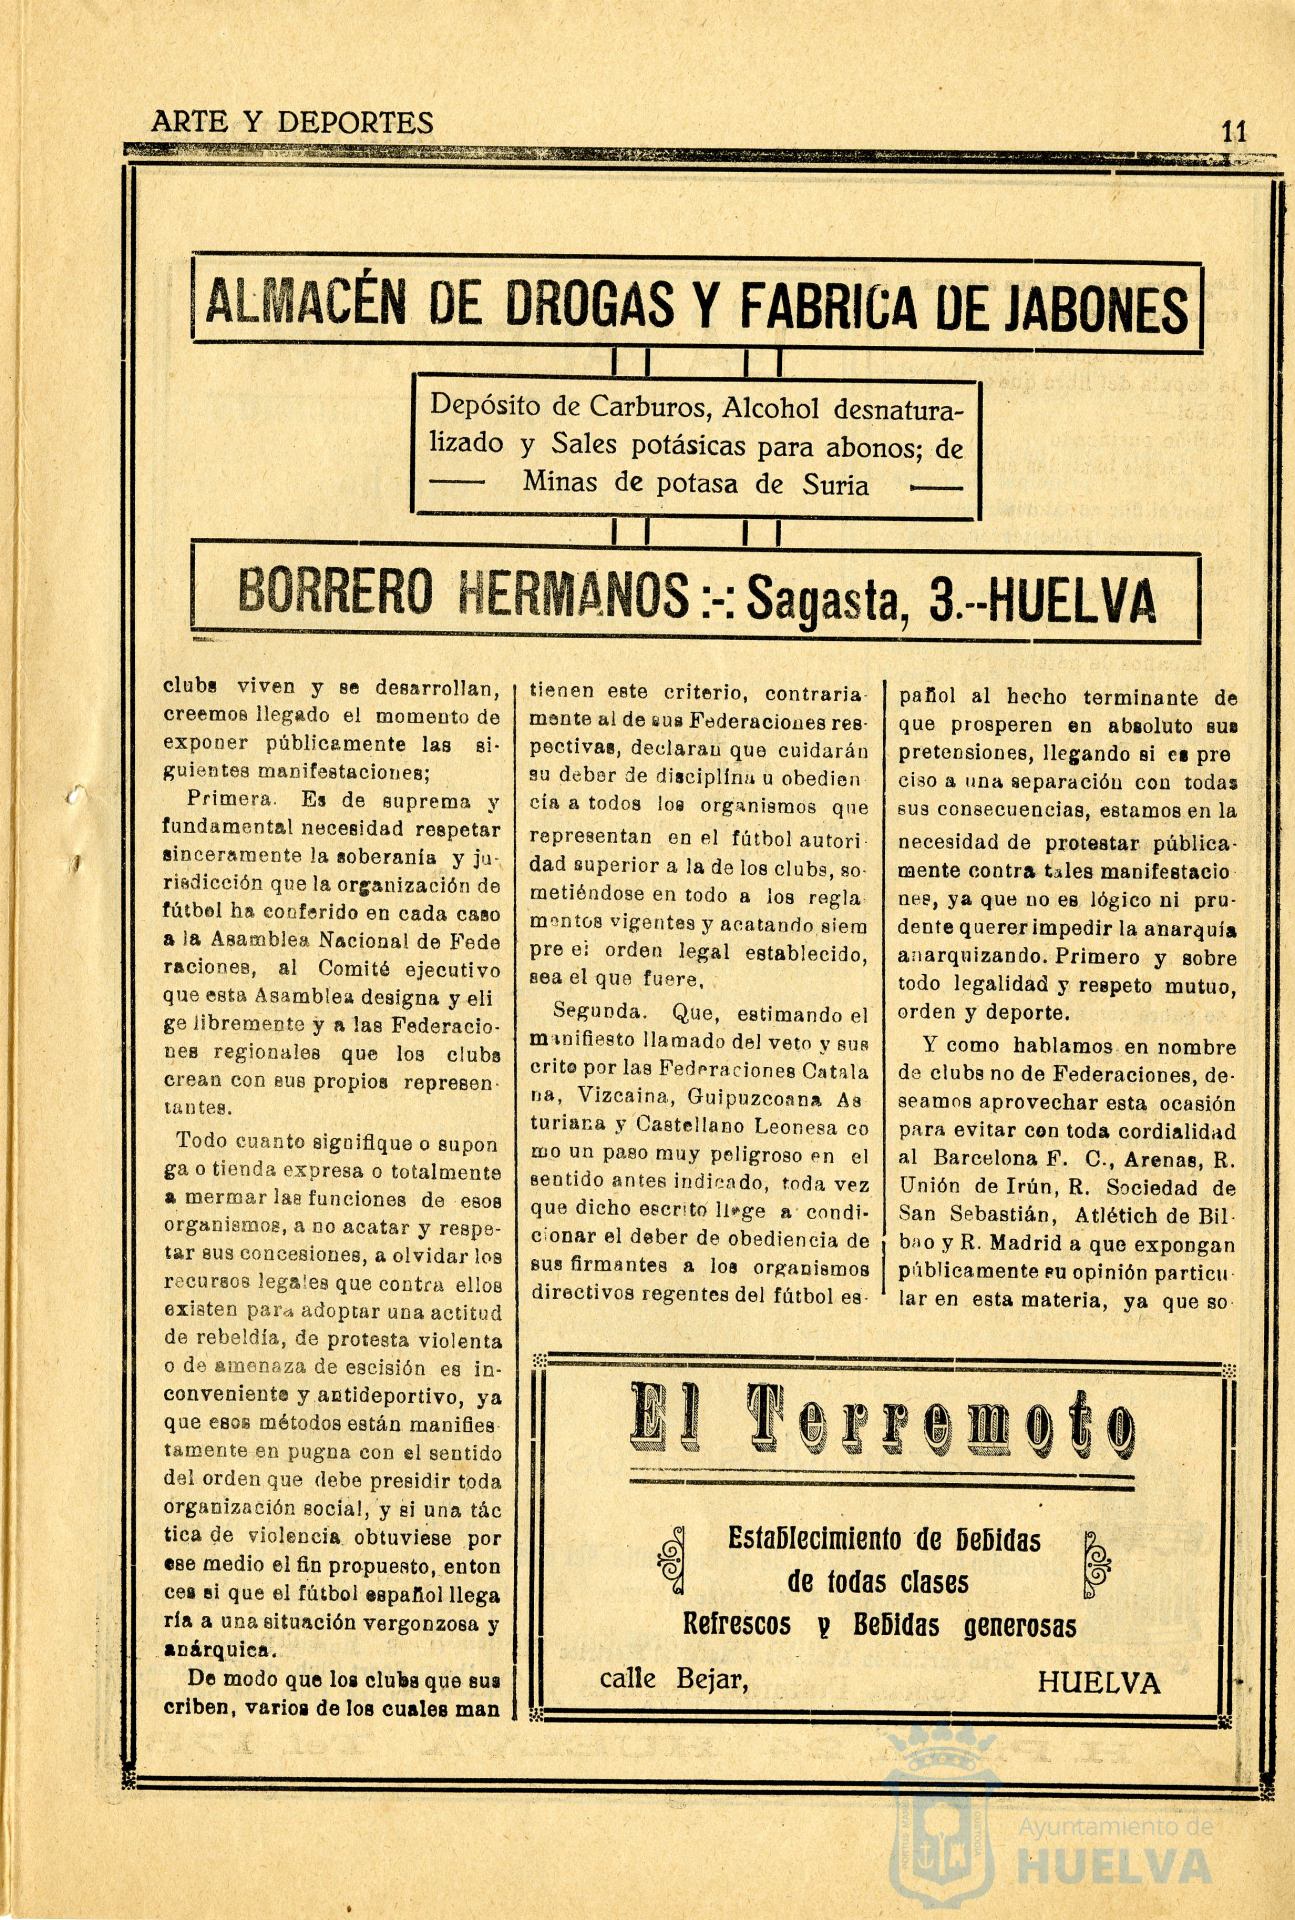 ARTE Y DEPORTES
11
ALMACÉN DE DROGAS Y FABRICA DE JABONES
Depósito de Carburos, Alcohol desnatura-
lizado y Sales potásicas para abonos; de
Minas de potasa de Suria
BORRERO HERMANOS :-: Sagasta, 3.--HUELVA
clubs viven y se desarrollan,
creemos llegado el momento de
exponer públicamente las si-
guientes manifestaciones;
Primera. Es de suprema y
fundamental necesidad respetar
sinceramente la soberanía y ju-
risdicción que la organización de
fútbol ha conferido en cada caso
a la Asamblea Nacional de Fede
raciones, al Comité ejecutivo
que esta Asamblea designa y eli
ge libremente y a las Federacio-
nes regionales que los clubs
crean con sus propios represen-
tantes.
Todo cuanto signifique o supon
ga o tienda expresa o totalmente
a mermar las funciones de esos
organismos, a no acatar y respe-
tar sus concesiones, a olvidar los
recursos legales que contra ellos
existen para adoptar una actitud
de rebeldía, de protesta violenta
o de amenaza de escisión es in-
conveniente y antideportivo, ya
que esos métodos están manifies-
tamente en pugna con el sentido
del orden que debe presidir toda
organización social, y si una tác
tica de violencia obtuviese por
ese medio el fin propuesto, enton
ces si que el fútbol español llega
ría a una situación vergonzosa y
anárquica.
De modo que los clubs que sus
criben, varios de los cuales man
tienen este criterio, contraria-
mente al de sus Federaciones res-
pectivas, declaran que cuidarán
su deber de disciplina u obedien
cia a todos los organismos que
representan en el fútbol autori-
dad superior a la de los clubs, so-
metiéndose en todo a los regla
mentos vigentes y acatando siem
pre el orden legal establecido,
sea el que fuere.
Segunda. Que, estimando el
manifiesto llamado del veto y sus
crito por las Federaciones Catala
na, Vizcaina, Guipuzcoana As
turiana y Castellano Leonesa co
mo un paso muy peligroso en el
sentido antes indicado, toda vez
que dicho escrito llege a condi-
cionar el deber de obediencia de
sus firmantes a los organismos
directivos regentes del fútbol es-
pañol al hecho terminante de
que prosperen en absoluto sus
pretensiones, llegando si es pre
ciso a una separación con todas
sus consecuencias, estamos en la
necesidad de protestar pública-
mente contra tales manifestacio
nes, ya que no es lógico ni pru-
dente querer impedir la anarquía
anarquizando. Primero y sobre
todo legalidad y respeto mutuo,
orden y deporte.
Y como hablamos en nombre
de clubs no de Federaciones, de-
seamos aprovechar esta ocasión
para evitar con toda cordialidad
al Barcelona F. C., Arenas, R.
Unión de Irún, R. Sociedad de
San Sebastián, Atlétich de Bil-
bao y R. Madrid a que expongan
públicamente su opinión particu-
lar en esta materia, ya que so-
El Terremoto
Establecimiento de bebidas
de todas clases
Refrescos y Bebidas generosas
calle Bejar, HUELVA
PORTUS MARIS CUSTODIA
Ayuntamiento de
HUELVA